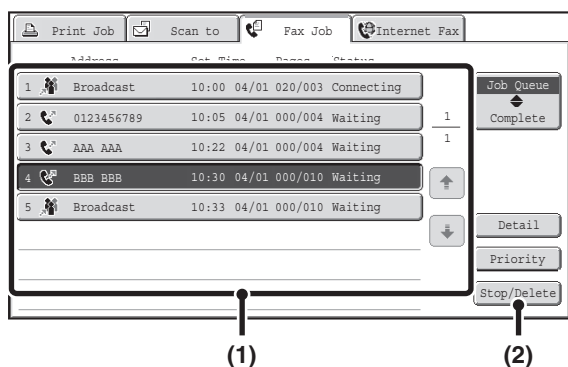 Print Job Scan to Fax Job Internet Fax
Address Set Time Pages Status
1 Broadcast 10:00 04/01 020/003 Connecting
2 0123456789 10:05 04/01 000/004 Waiting
3 AAA AAA 10:22 04/01 000/004 Waiting
4 BBB BBB 10:30 04/01 000/010 Waiting
5 Broadcast 10:33 04/01 000/010 Waiting
1
1
Job Queue
Complete
Detail
Priority
Stop/Delete
(1) (2)